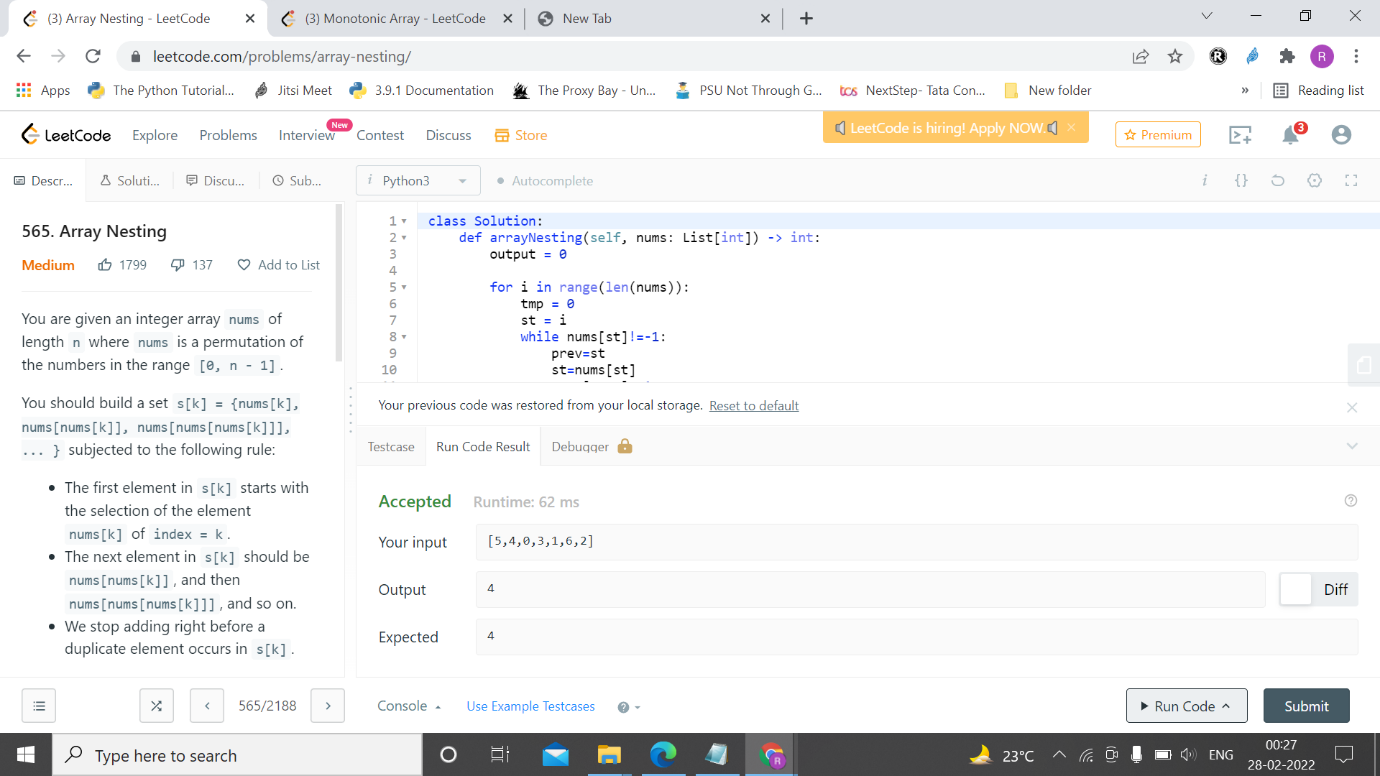 (3) Array Nesting - LeetCode
(3) Monotonic Array - LeetCode
New Tab
leetcode.com/problems/array-nesting/
R
R
Apps
The Python Tutorial...
Jitsi Meet
3.9.1 Documentation
The Proxy Bay - Un...
PSU Not Through G...
tcs NextStep- Tata Con...
New folder
»
Reading list
LeetCode
Explore
Problems
Interview New
Contest
Discuss
Store
LeetCode is hiring! Apply NOW.
Premium
3
Descr...
Soluti...
Discu...
Sub...
i Python3
Autocomplete
i
{}
565. Array Nesting
Medium
1799
137
Add to List
You are given an integer array nums of
length n where nums is a permutation of
the numbers in the range [0, n - 1].
You should build a set s[k] = {nums[k],
nums[nums[k]], nums[nums[nums[k]]],
... } subjected to the following rule:
• The first element in s[k] starts with
the selection of the element
nums[k] of index = k.
• The next element in s[k] should be
nums[nums[k]], and then
nums[nums[nums[k]]], and so on.
• We stop adding right before a
duplicate element occurs in s[k].
565/2188
1 class Solution:
2 def arrayNesting(self, nums: List[int]) -> int:
3 output = 0
4
5 for i in range(len(nums)):
6 tmp = 0
7 st = i
8 while nums[st]!=-1:
9 prev=st
10 st=nums[st]
Your previous code was restored from your local storage. Reset to default
Testcase
Run Code Result
Debugger
Accepted
Runtime: 62 ms
Your input
[5,4,0,3,1,6,2]
Output
4
Diff
Expected
4
Console
Use Example Testcases
Run Code
Submit
Type here to search
R
23°C
ENG
00:27
28-02-2022